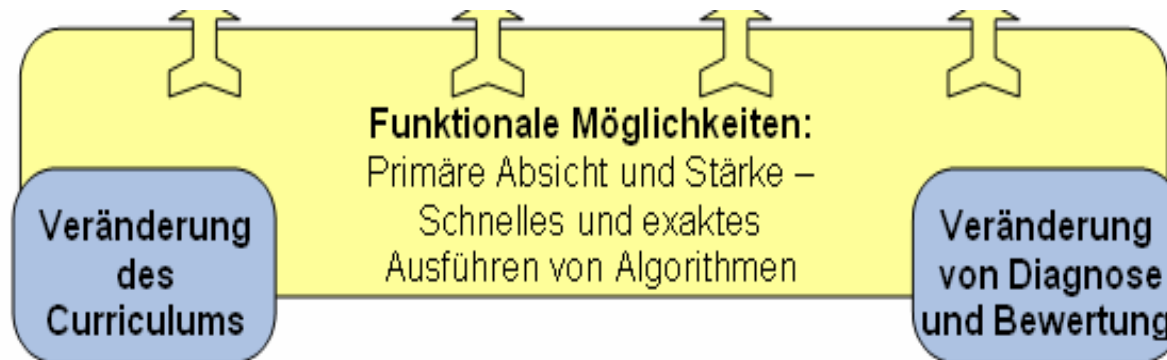 Funktionale Möglichkeiten:
Primäre Absicht und Stärke –
Schnelles und exaktes
Ausführen von Algorithmen
Veränderung
des
Curriculums
Veränderung
von Diagnose
und Bewertung